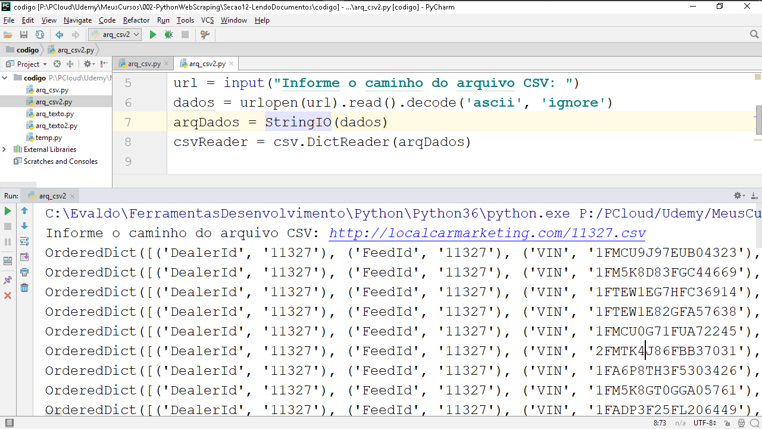 codigo [P:\PCloud\Udemy\MeusCursos\002-PythonWebScraping\Secao12-LendoDocumentos\codigo] - ...\arq_csv2.py [codigo] - PyCharm
File Edit View Navigate Code Refactor Run Tools VCS Window Help
arq_csv2
codigo arq_csv2.py
Project arq_csv.py arq_csv2.py
codigo P:\PCloud\Udemy\M
arq_csv.py
arq_csv2.py
arq_texto.py
arq_texto2.py
temp.py
External Libraries
Scratches and Consoles
5 url = input("Informe o caminho do arquivo CSV: ")
6 dados = urlopen(url).read().decode('ascii', 'ignore')
7 arqDados = StringIO(dados)
8 csvReader = csv.DictReader(arqDados)
9
Run: arq_csv2
C:\Evaldo\FerramentasDesenvolvimento\Python\Python36\python.exe P:/PCloud/Udemy/MeusCu
Informe o caminho do arquivo CSV: http://localcarmarketing.com/11327.csv
OrderedDict([('DealerId', '11327'), ('FeedId', '11327'), ('VIN', '1FMCU9J97EUB04323'),
OrderedDict([('DealerId', '11327'), ('FeedId', '11327'), ('VIN', '1FM5K8D83FGC44669'),
OrderedDict([('DealerId', '11327'), ('FeedId', '11327'), ('VIN', '1FTEW1EG7HFC36914'),
OrderedDict([('DealerId', '11327'), ('FeedId', '11327'), ('VIN', '1FTEW1E82GFA57638'),
OrderedDict([('DealerId', '11327'), ('FeedId', '11327'), ('VIN', '1FMCU0G71FUA72245'),
OrderedDict([('DealerId', '11327'), ('FeedId', '11327'), ('VIN', '2FMTK4J86FBB37031'),
OrderedDict([('DealerId', '11327'), ('FeedId', '11327'), ('VIN', '1FA6P8TH3F5303426'),
OrderedDict([('DealerId', '11327'), ('FeedId', '11327'), ('VIN', '1FM5K8GT0GGA05761'),
OrderedDict([('DealerId', '11327'), ('FeedId', '11327'), ('VIN', '1FADP3F25FL206449'),
8:73 n/a UTF-8